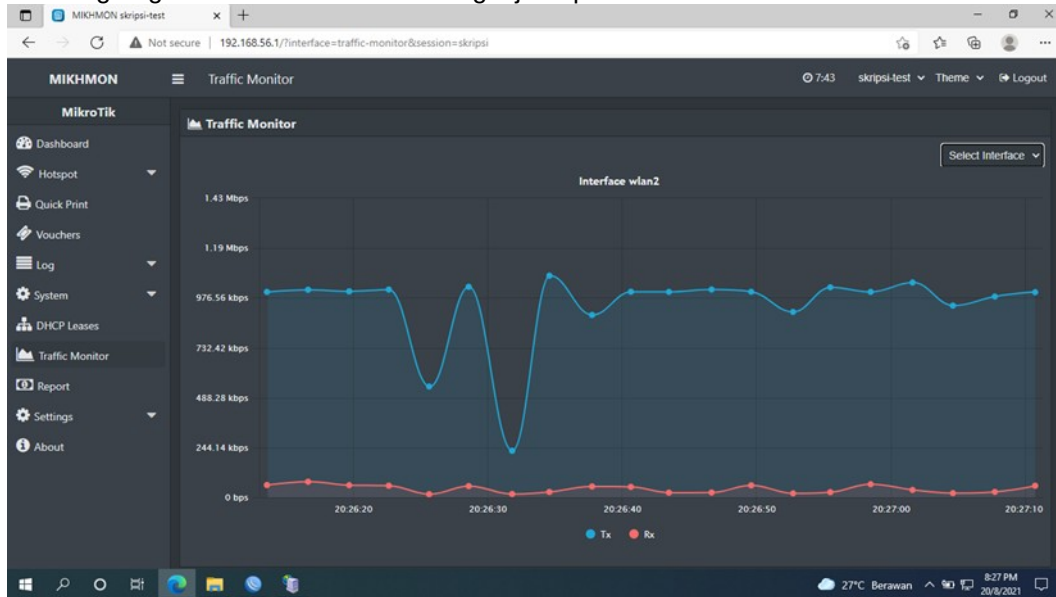 MIKHMON skripsi-test
Not secure | 192.168.56.1/?interface=traffic-monitor&session=skripsi
MIKHMON
Traffic Monitor
7:43
skripsi-test
Theme
Logout
MikroTik
Dashboard
Hotspot
Quick Print
Vouchers
Log
System
DHCP Leases
Traffic Monitor
Report
Settings
About
Traffic Monitor
Select Interface
Interface wlan2
1.43 Mbps
1.19 Mbps
976.56 kbps
732.42 kbps
488.28 kbps
244.14 kbps
0 bps
20:26:20 20:26:30 20:26:40 20:26:50 20:27:00 20:27:10
Tx Rx
27°C Berawan
8:27 PM
20/8/2021